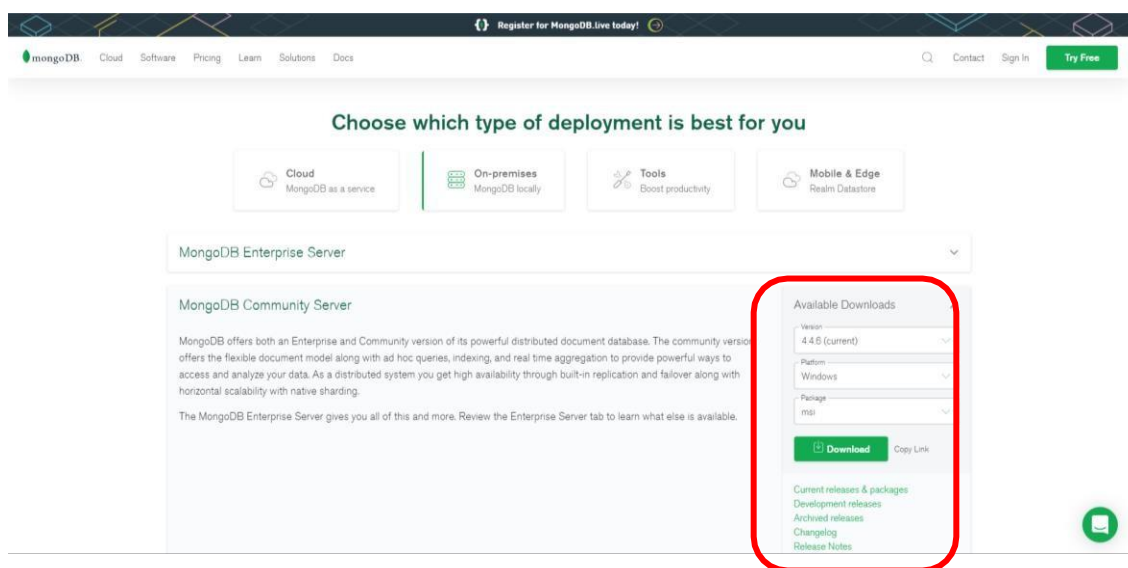 Register for MongoDB.live today!
mongoDB.
Cloud
Software
Pricing
Learn
Solutions
Docs
Contact
Sign In
Try Free
Choose which type of deployment is best for you
Cloud
MongoDB as a service
On-premises
MongoDB locally
Tools
Boost productivity
Mobile & Edge
Realm Datastore
MongoDB Enterprise Server
MongoDB Community Server
MongoDB offers both an Enterprise and Community version of its powerful distributed document database. The community version
offers the flexible document model along with ad hoc queries, indexing, and real time aggregation to provide powerful ways to
access and analyze your data. As a distributed system you get high availability through built-in replication and failover along with
horizontal scalability with native sharding.
The MongoDB Enterprise Server gives you all of this and more. Review the Enterprise Server tab to learn what else is available.
Available Downloads
Version
4.4.6 (current)
Platform
Windows
Package
msi
Download
Copy Link
Current releases & packages
Development releases
Archived releases
Changelog
Release Notes